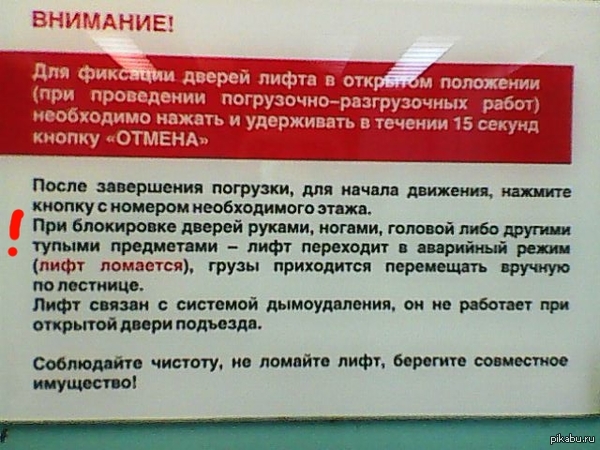 ВНИМАНИЕ!
Для фиксации дверей лифта в открытом положении
(при проведении погрузочно–разгрузочных работ)
необходимо нажать и удерживать в течении 15 секунд
кнопку «ОТМЕНА»
После завершения погрузки, для начала движения, нажмите
кнопку с номером необходимого этажа.
При блокировке дверей руками, ногами, головой либо другими
тупыми предметами – лифт переходит в аварийный режим
(лифт ломается), грузы приходится перемещать вручную
по лестнице.
Лифт связан с системой дымоудаления, он не работает при
открытой двери подъезда.
Соблюдайте чистоту, не ломайте лифт, берегите совместное
имущество!
pikabu.ru